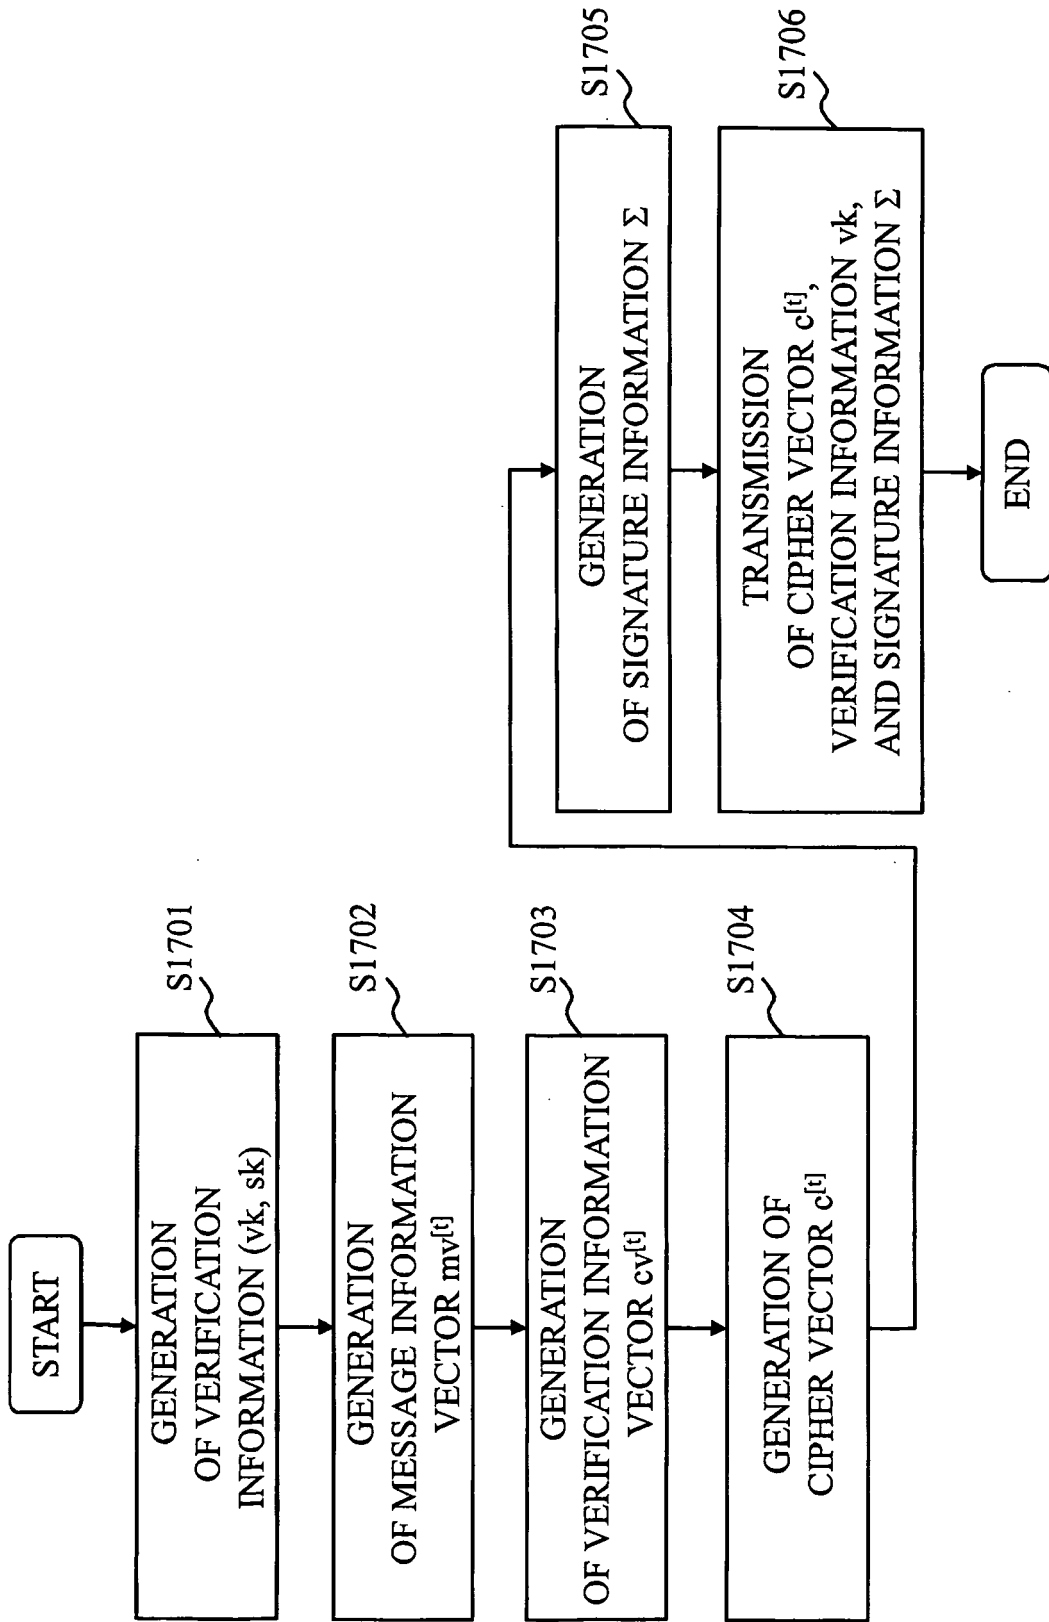 START
GENERATION
OF VERIFICATION
INFORMATION (vk, sk)
S1701
GENERATION
OF MESSAGE INFORMATION
VECTOR mv[t]
S1702
GENERATION
OF VERIFICATION INFORMATION
VECTOR cv[t]
S1703
GENERATION OF
CIPHER VECTOR c[t]
S1704
GENERATION
OF SIGNATURE INFORMATION Σ
S1705
TRANSMISSION
OF CIPHER VECTOR c[t],
VERIFICATION INFORMATION vk,
AND SIGNATURE INFORMATION Σ
S1706
END